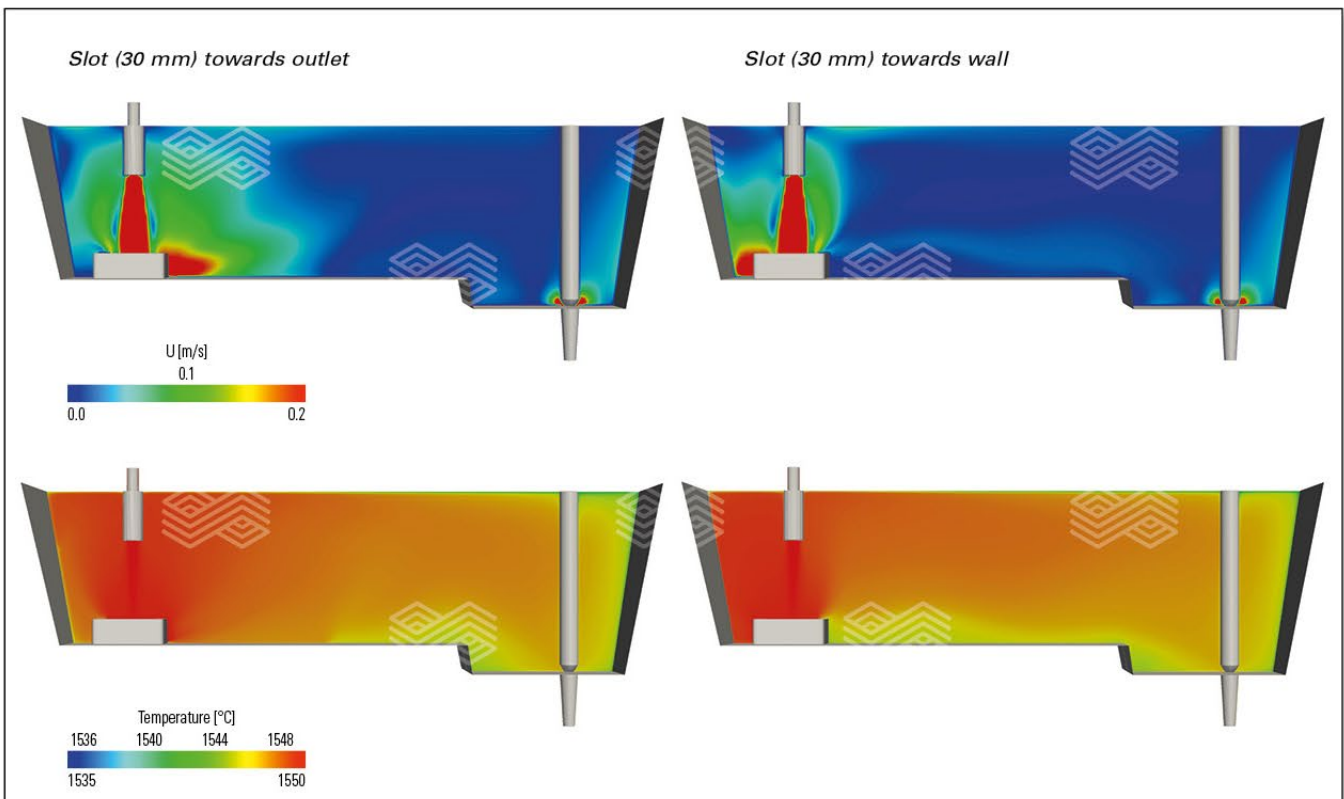 Slot (30 mm) towards outlet
Slot (30 mm) towards wall
U [m/s]
0.1
0.0 0.2
Temperature [°C]
1536 1540 1544 1548
1535 1550